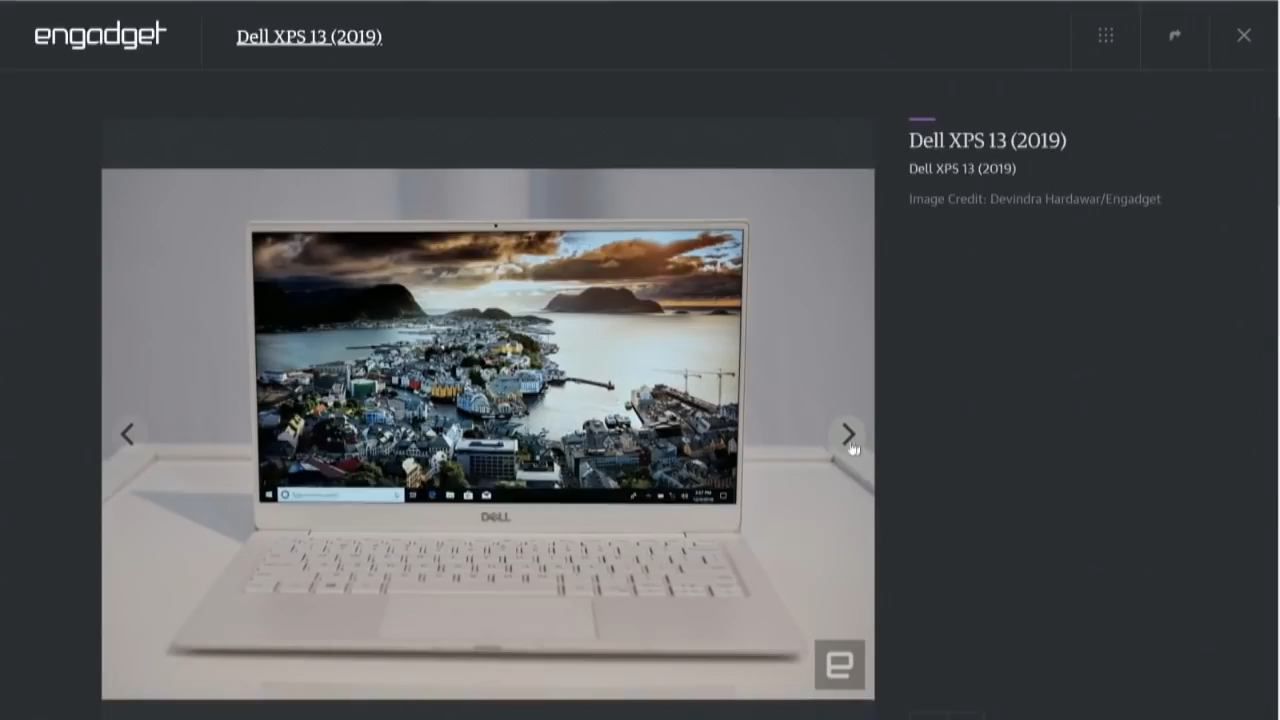 engadget
Dell XPS 13 (2019)
Dell XPS 13 (2019)
Dell XPS 13 (2019)
Image Credit: Devindra Hardawar/Engadget
DELL
e